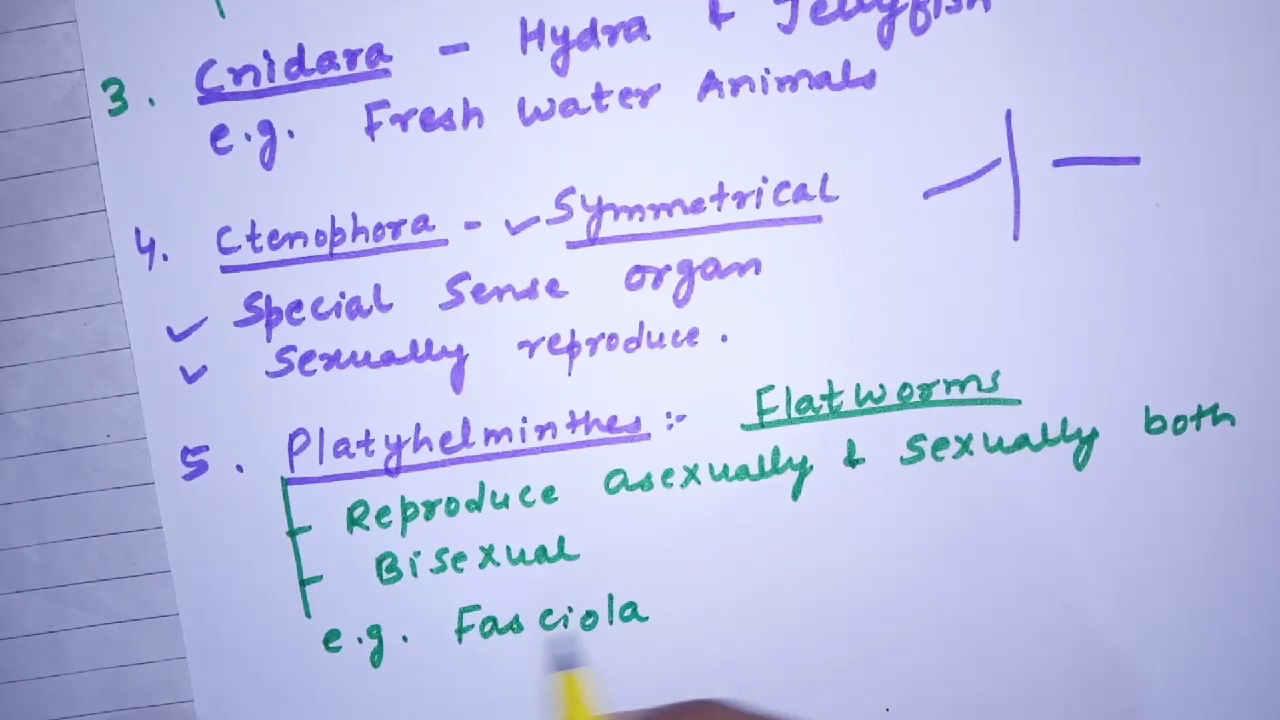 3. Cnidara - Hydra & Jellyfish
e.g. Fresh water Animals
4. Ctenophora - ✓ Symmetrical
✓ Special Sense organ
✓ Sexually reproduce.
5. Platyhelminthes :- Flatworms
Reproduce asexually & Sexually both
Bisexual
e.g. Fasciola